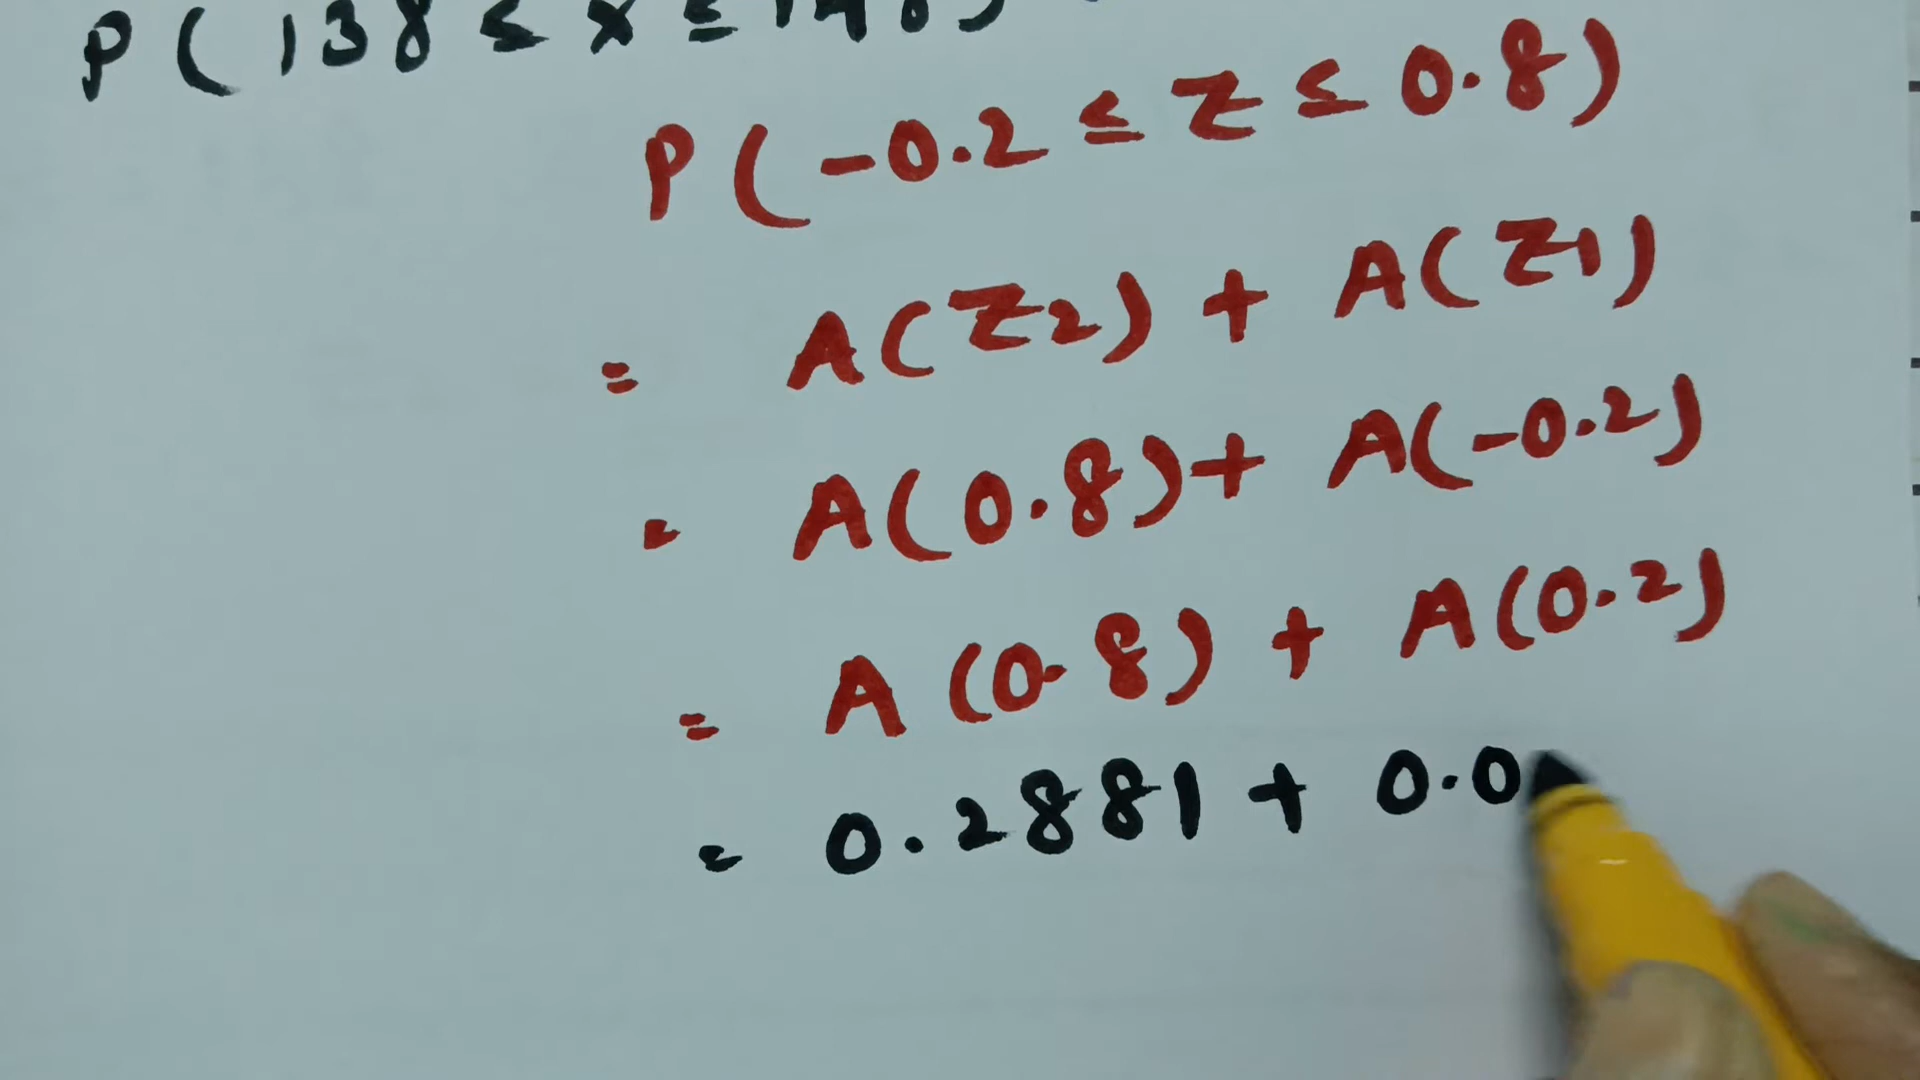 P(138 ≤ x ≤ 148)
P(-0.2 ≤ Z ≤ 0.8)
= A(Z2) + A(Z1)
= A(0.8) + A(-0.2)
= A(0.8) + A(0.2)
= 0.2881 + 0.0